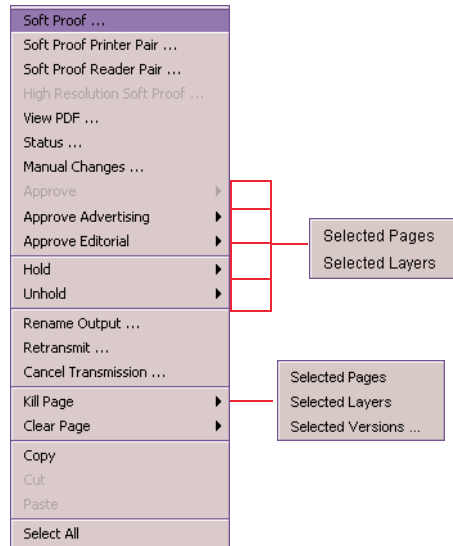 Soft Proof ...
Soft Proof Printer Pair ...
Soft Proof Reader Pair ...
High Resolution Soft Proof ...
View PDF ...
Status ...
Manual Changes ...
Approve
Approve Advertising
Approve Editorial
Selected Pages
Selected Layers
Hold
Unhold
Rename Output ...
Retransmit ...
Cancel Transmission ...
Kill Page
Clear Page
Selected Pages
Selected Layers
Selected Versions ...
Copy
Cut
Paste
Select All